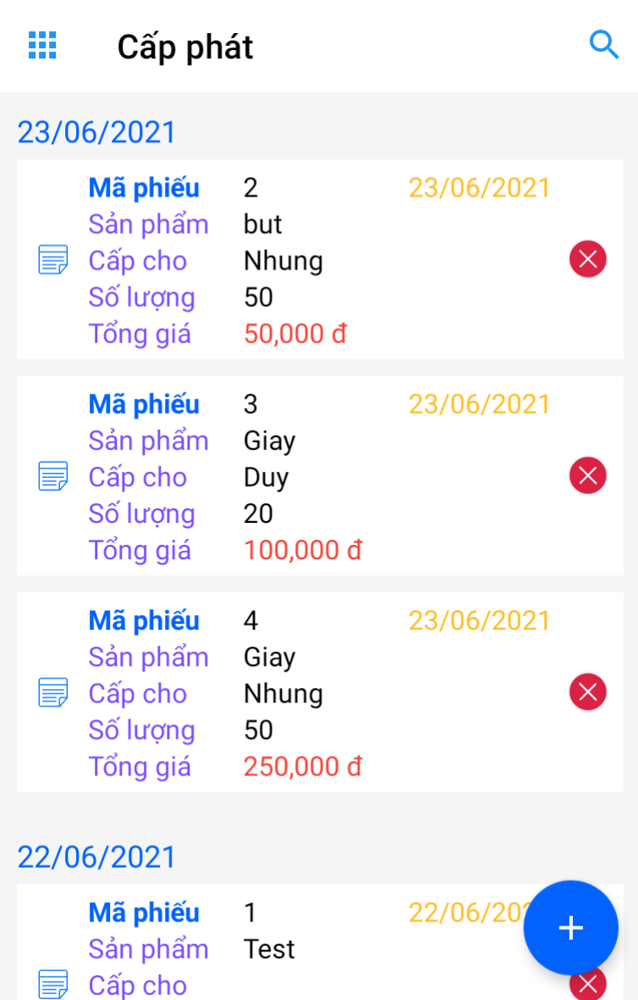 Cấp phát
23/06/2021
Mã phiếu 2 23/06/2021
Sản phẩm but
Cấp cho Nhung
Số lượng 50
Tổng giá 50,000 đ
Mã phiếu 3 23/06/2021
Sản phẩm Giay
Cấp cho Duy
Số lượng 20
Tổng giá 100,000 đ
Mã phiếu 4 23/06/2021
Sản phẩm Giay
Cấp cho Nhung
Số lượng 50
Tổng giá 250,000 đ
22/06/2021
Mã phiếu 1 22/06/20
Sản phẩm Test
Cấp cho